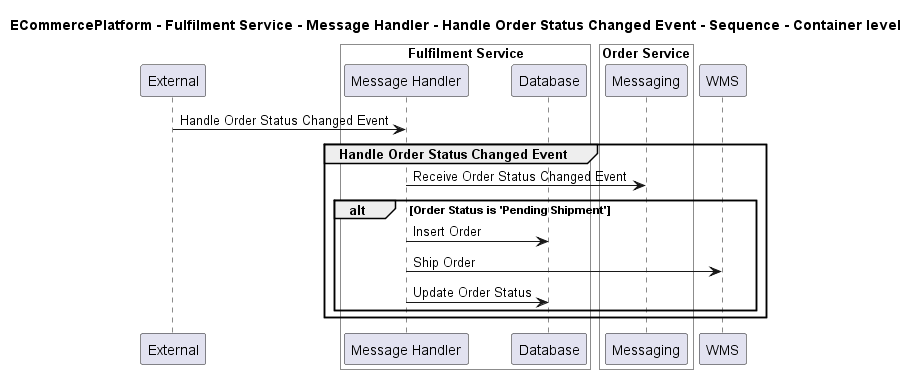 ECommercePlatform - Fulfilment Service - Message Handler - Handle Order Status Changed Event - Sequence - Container level
Fulfilment Service
Order Service
External
Message Handler
Database
Messaging
WMS
Handle Order Status Changed Event
Handle Order Status Changed Event
Receive Order Status Changed Event
alt
[Order Status is 'Pending Shipment']
Insert Order
Ship Order
Update Order Status
External
Message Handler
Database
Messaging
WMS